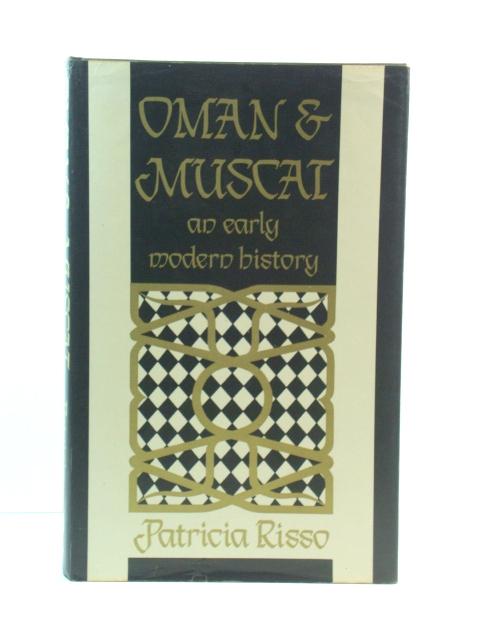 OMAN &
MUSCAT
an early
modern history
Patricia Risso